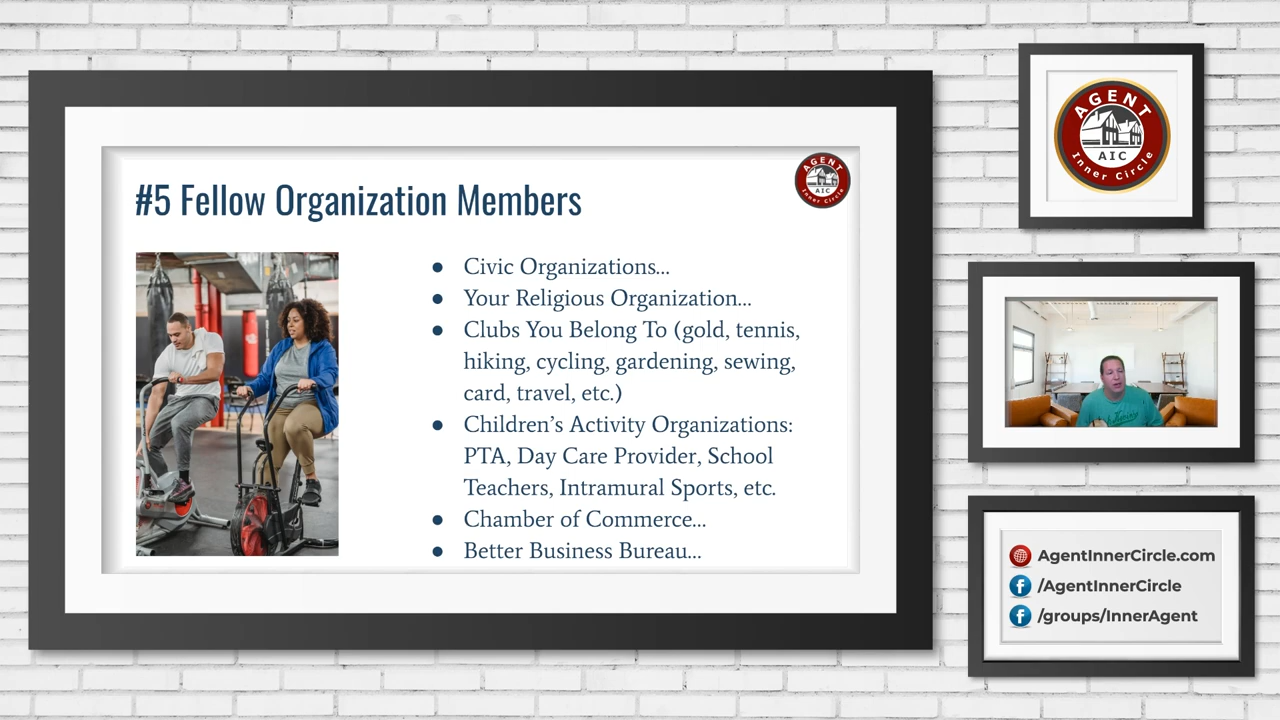 #5 Fellow Organization Members
AGENT
AIC
Inner Circle
● Civic Organizations...
● Your Religious Organization...
● Clubs You Belong To (gold, tennis,
hiking, cycling, gardening, sewing,
card, travel, etc.)
● Children's Activity Organizations:
PTA, Day Care Provider, School
Teachers, Intramural Sports, etc.
● Chamber of Commerce...
● Better Business Bureau...
AGENT
AIC
Inner Circle
AgentInnerCircle.com
/AgentInnerCircle
/groups/InnerAgent